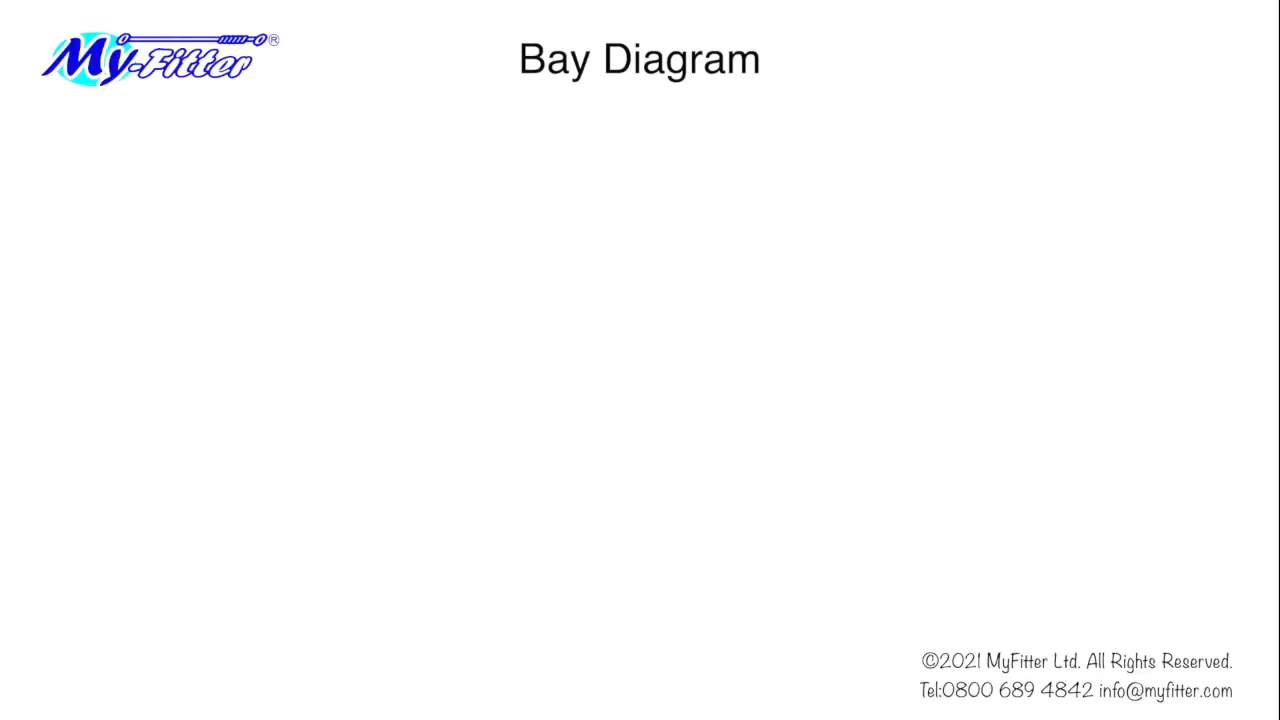 My-Fitter®
Bay Diagram
©2021 MyFitter Ltd. All Rights Reserved.
Tel:0800 689 4842 info@myfitter.com